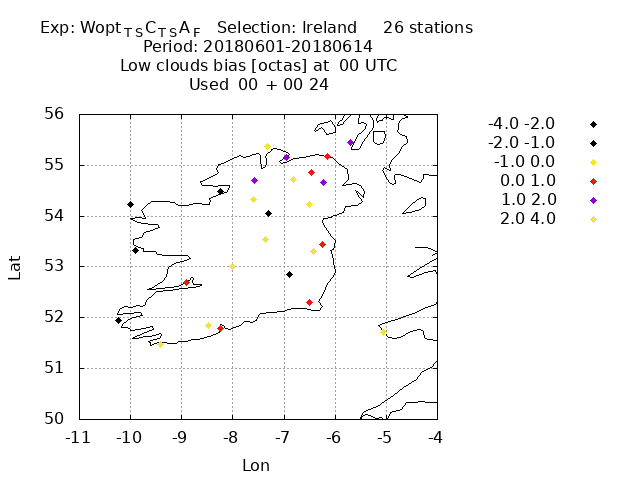 Exp: WoptTSCTSAF Selection: Ireland 26 stations
Period: 20180601-20180614
Low clouds bias [octas] at 00 UTC
Used 00 + 00 24
-4.0 -2.0
-2.0 -1.0
-1.0 0.0
0.0 1.0
1.0 2.0
2.0 4.0
56
55
54
53
52
51
50
Lat
-11 -10 -9 -8 -7 -6 -5 -4
Lon